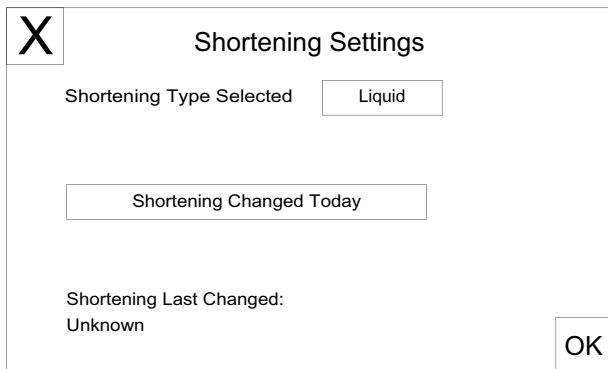 X
Shortening Settings
Shortening Type Selected
Liquid
Shortening Changed Today
Shortening Last Changed:
Unknown
OK